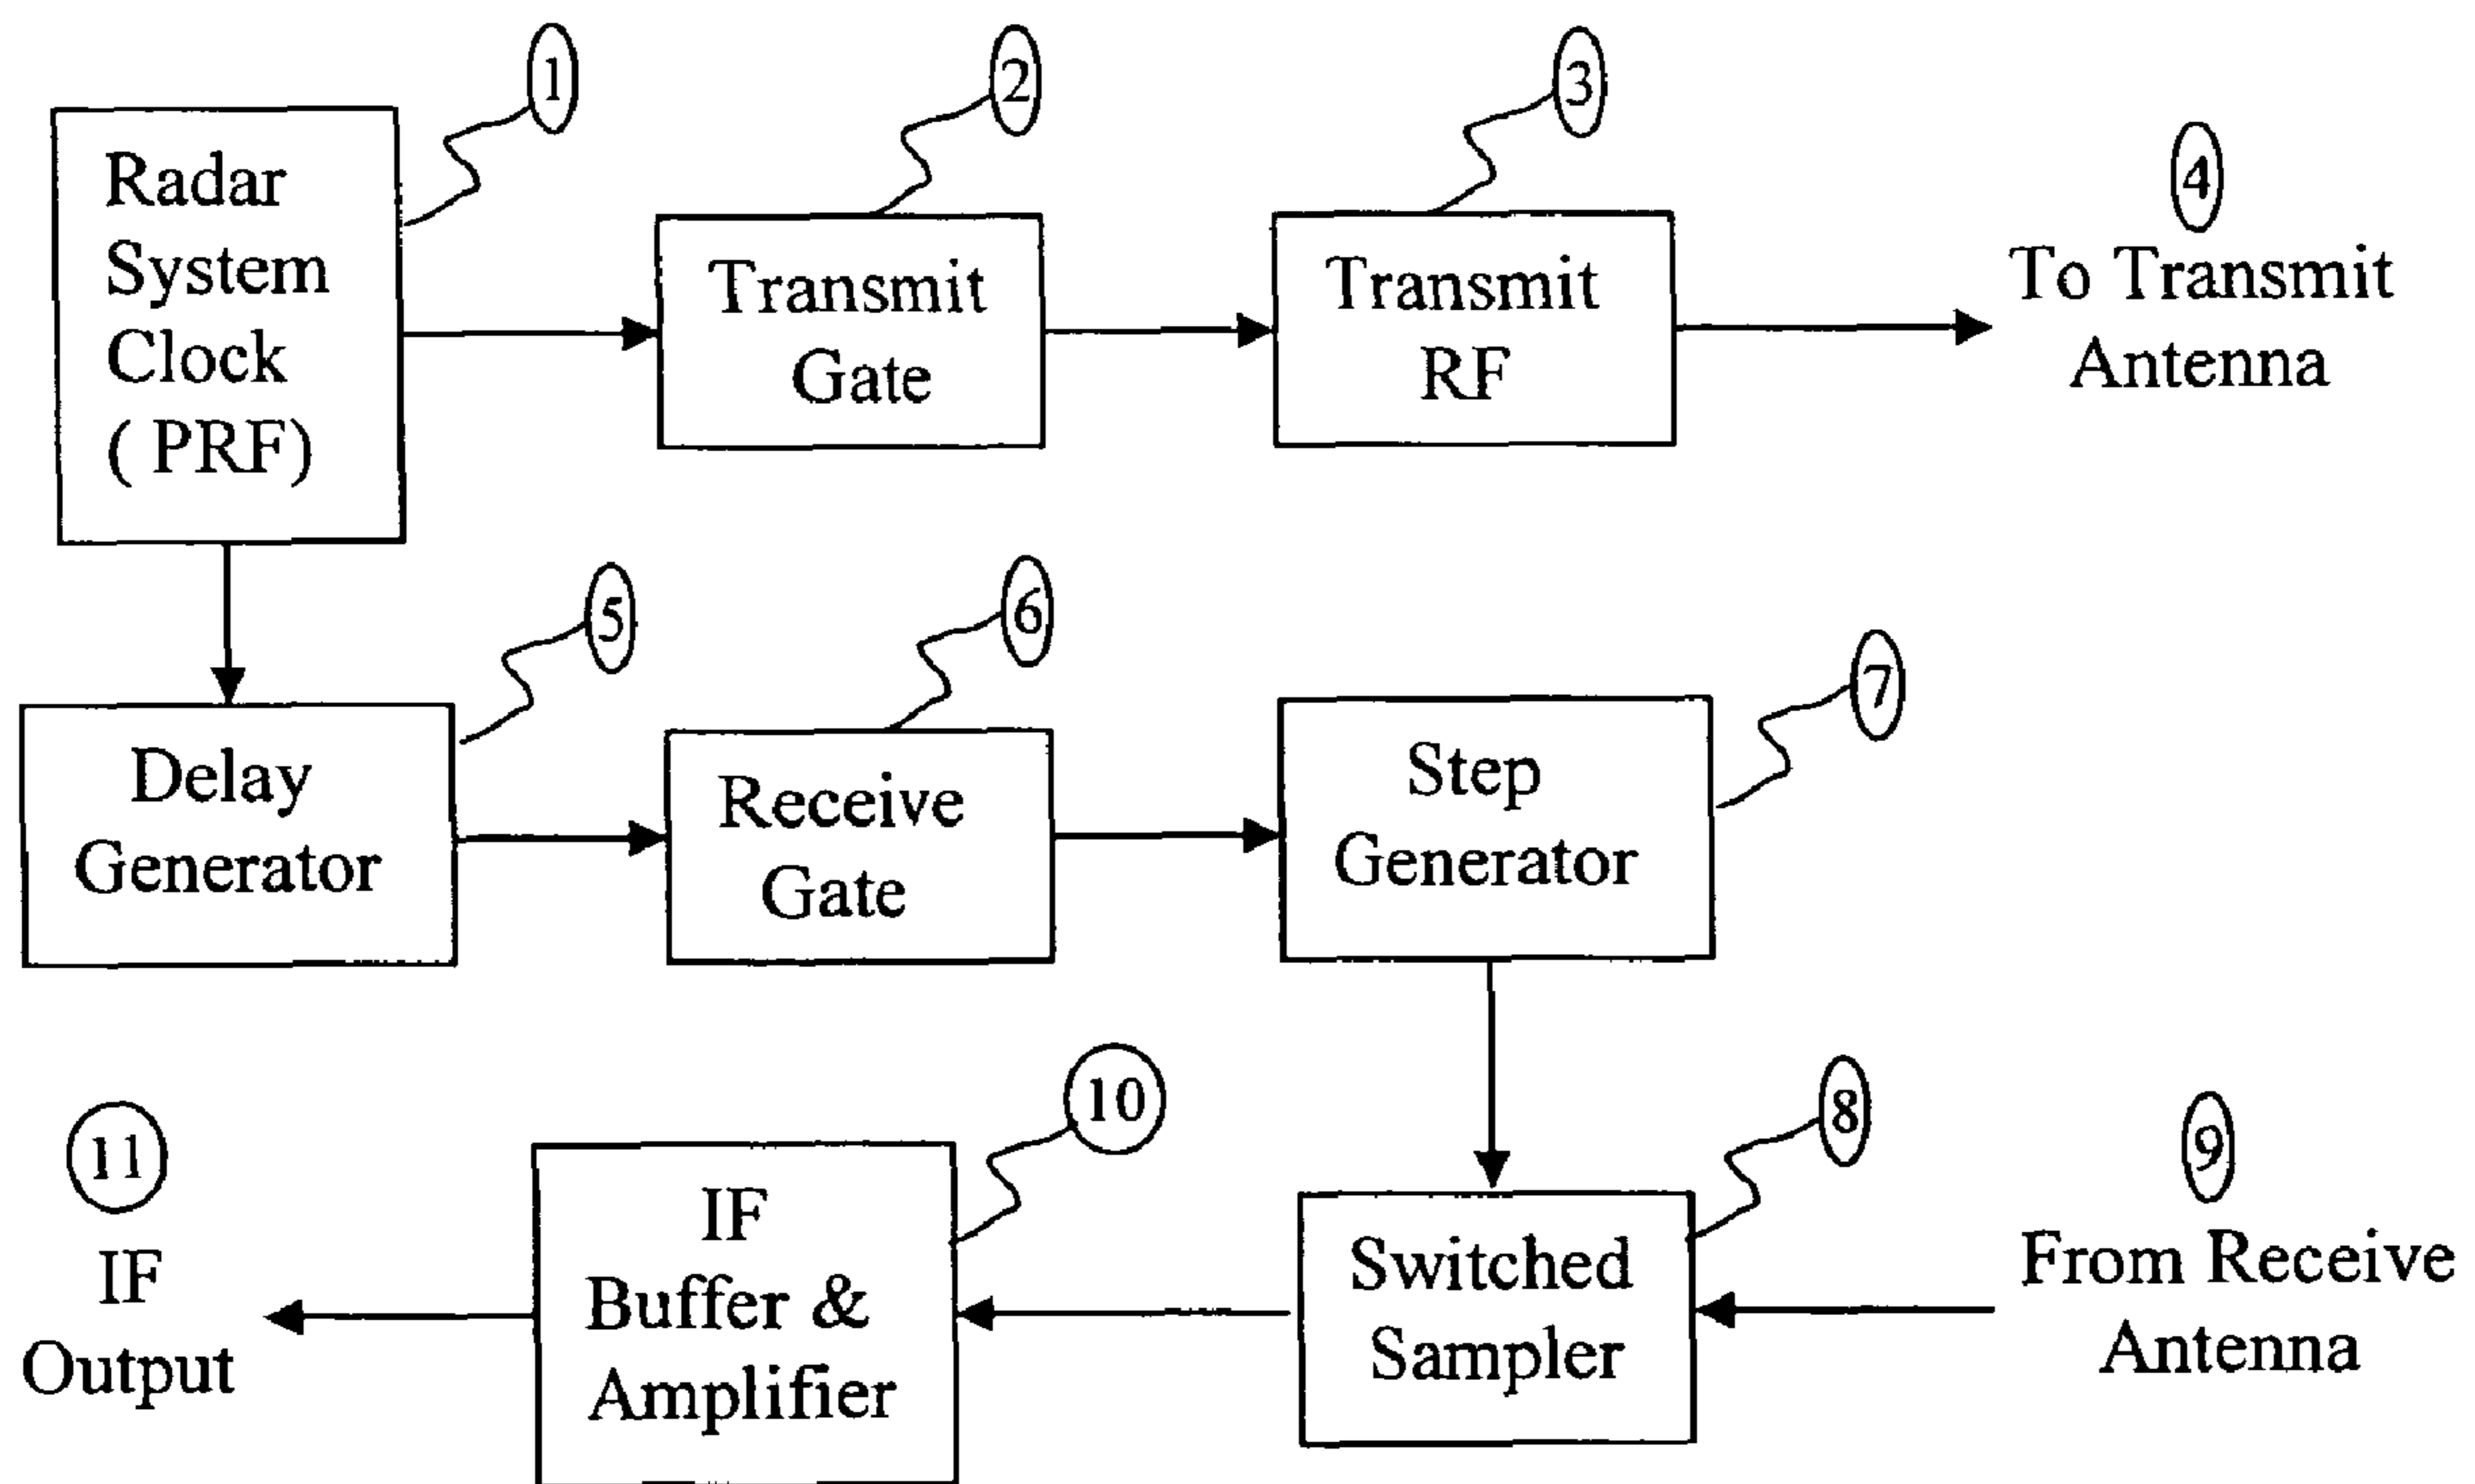 1
Radar
System
Clock
( PRF)
2
Transmit
Gate
3
Transmit
RF
4
To Transmit
Antenna
5
Delay
Generator
6
Receive
Gate
7
Step
Generator
8
Switched
Sampler
9
From Receive
Antenna
10
IF
Buffer &
Amplifier
11
IF
Output